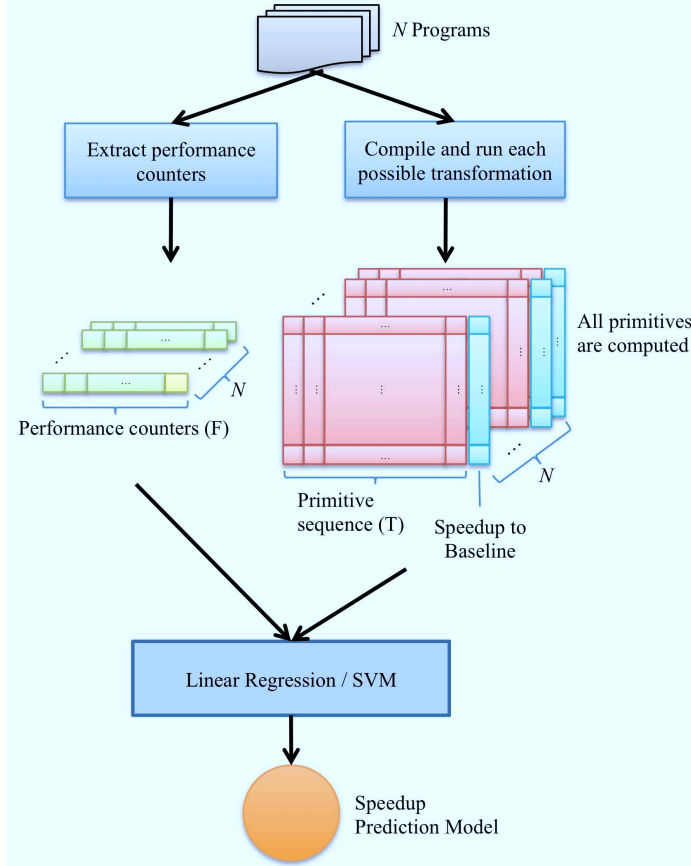 N Programs
Extract performance
counters
Compile and run each
possible transformation
...
...
...
...
...
...
...
...
All primitives
are computed
...
...
...
...
...
...
...
N
Performance counters (F)
...
...
N
Primitive
sequence (T)
Speedup to
Baseline
Linear Regression / SVM
Speedup
Prediction Model